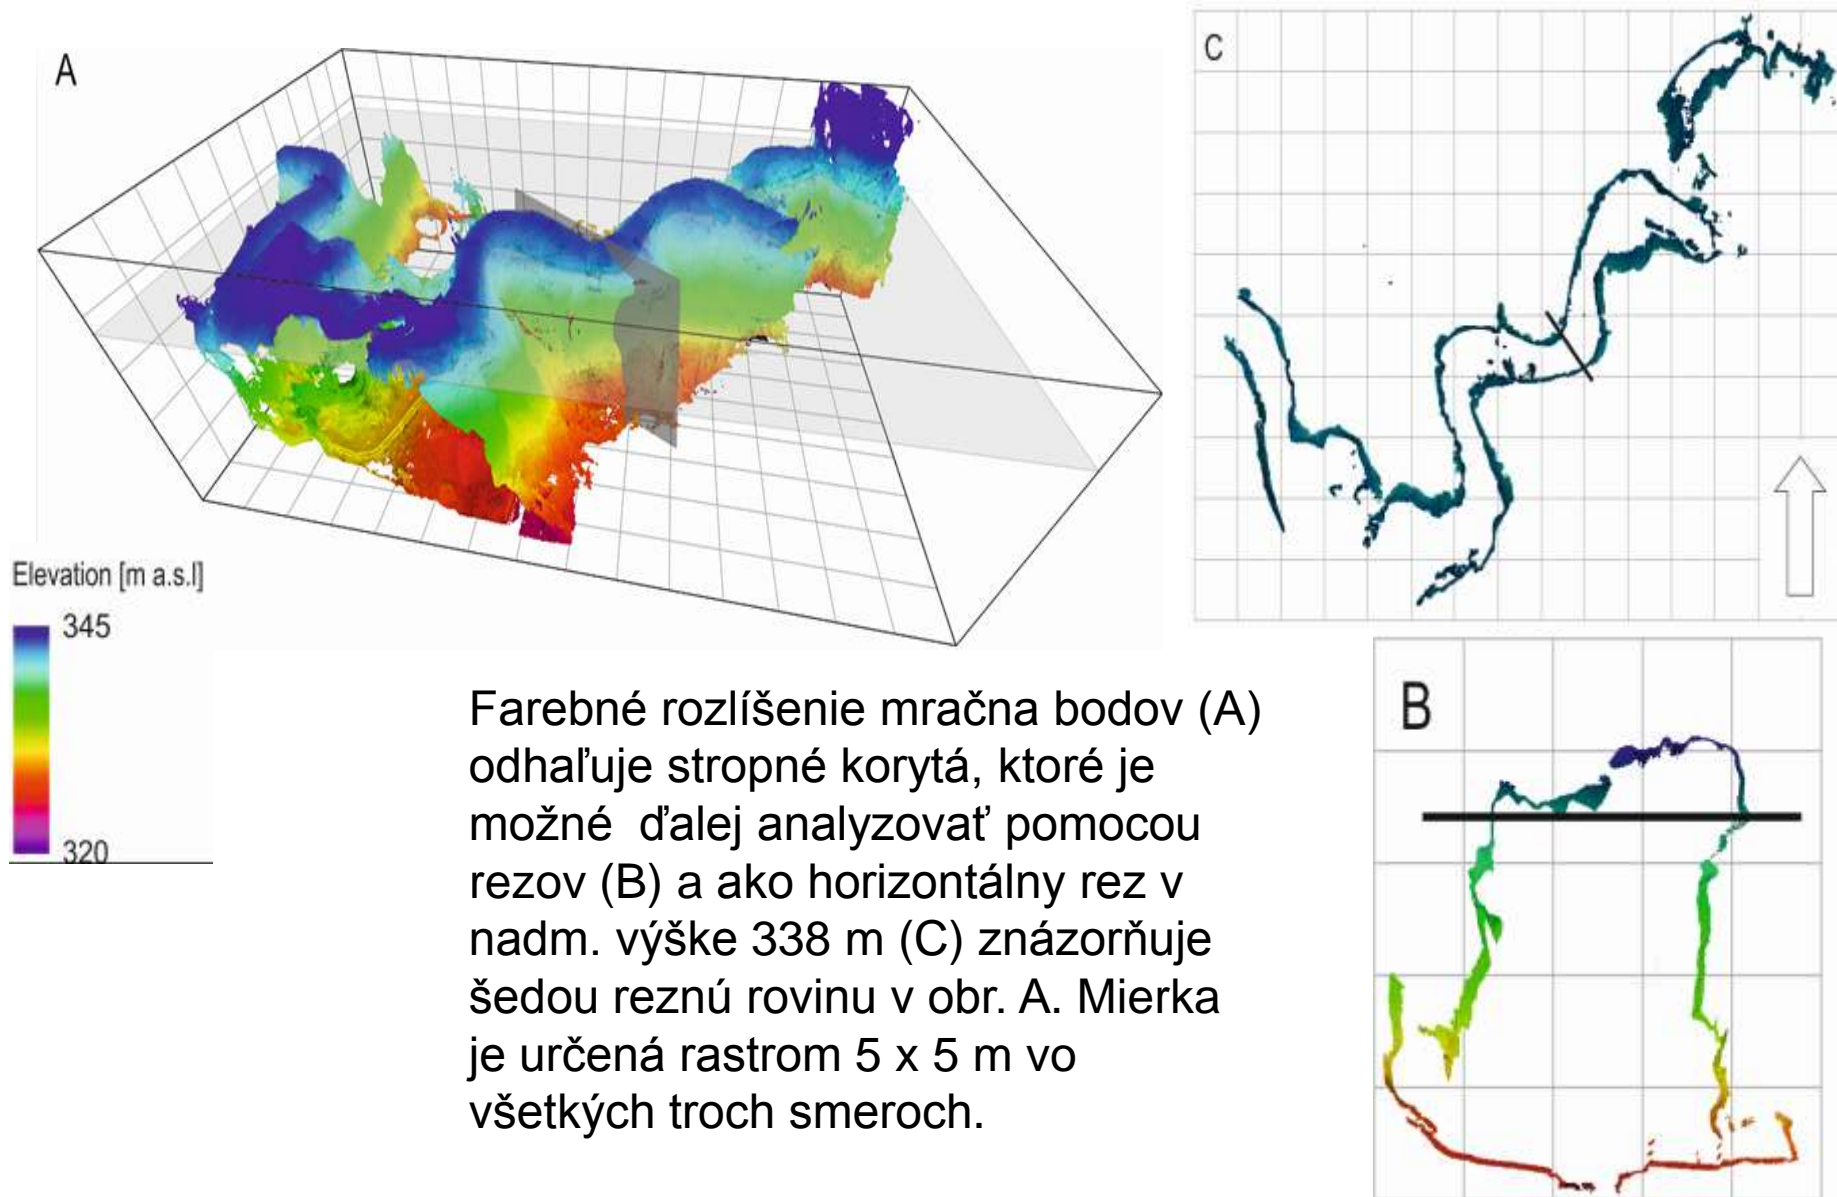 A
C
Elevation [m a.s.l]
345
320
B
Farebné rozlíšenie mračna bodov (A)
odhaľuje stropné korytá, ktoré je
možné  ďalej analyzovať pomocou
rezov (B) a ako horizontálny rez v
nadm. výške 338 m (C) znázorňuje
šedou reznú rovinu v obr. A. Mierka
je určená rastrom 5 x 5 m vo
všetkých troch smeroch.